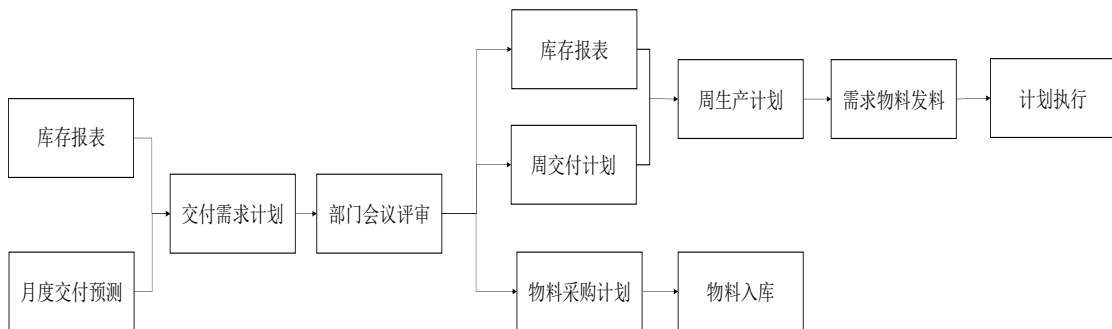 库存报表
月度交付预测
交付需求计划
部门会议评审
库存报表
周交付计划
物料采购计划
周生产计划
物料入库
需求物料发料
计划执行